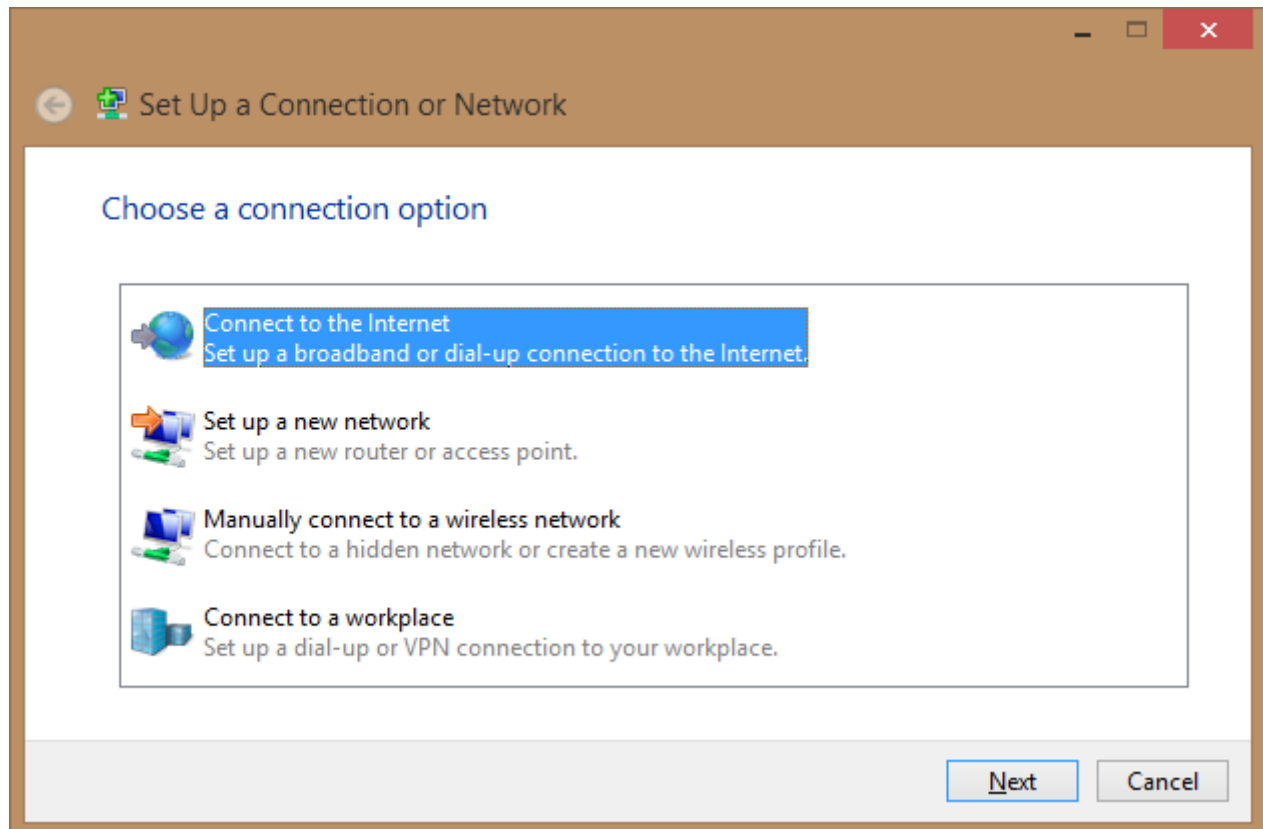 Set Up a Connection or Network
Choose a connection option
Connect to the Internet
Set up a broadband or dial-up connection to the Internet.
Set up a new network
Set up a new router or access point.
Manually connect to a wireless network
Connect to a hidden network or create a new wireless profile.
Connect to a workplace
Set up a dial-up or VPN connection to your workplace.
Next Cancel